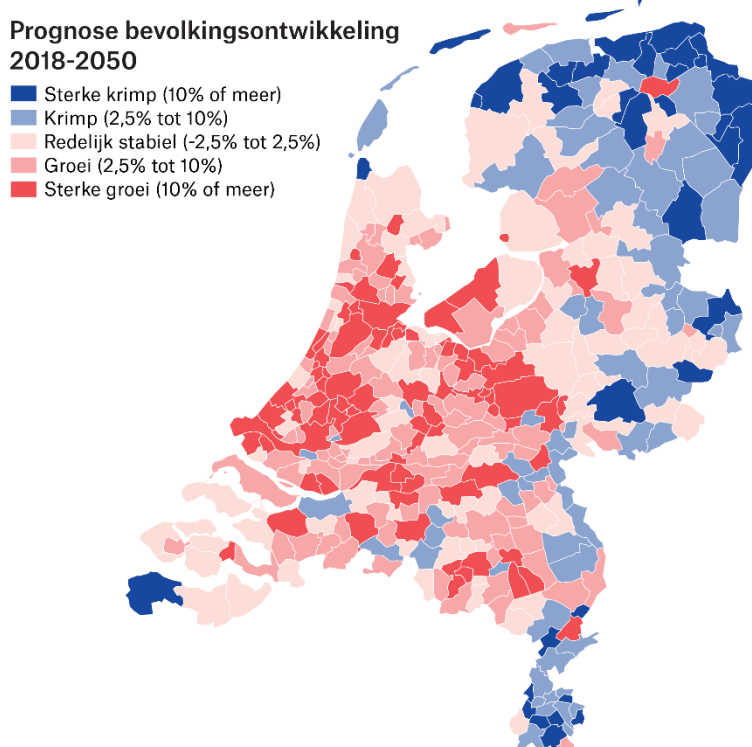 Prognose bevolkingsontwikkeling
2018-2050
Sterke krimp (10% of meer)
Krimp (2,5% tot 10%)
Redelijk stabiel (-2,5% tot 2,5%)
Groei (2,5% tot 10%)
Sterke groei (10% of meer)